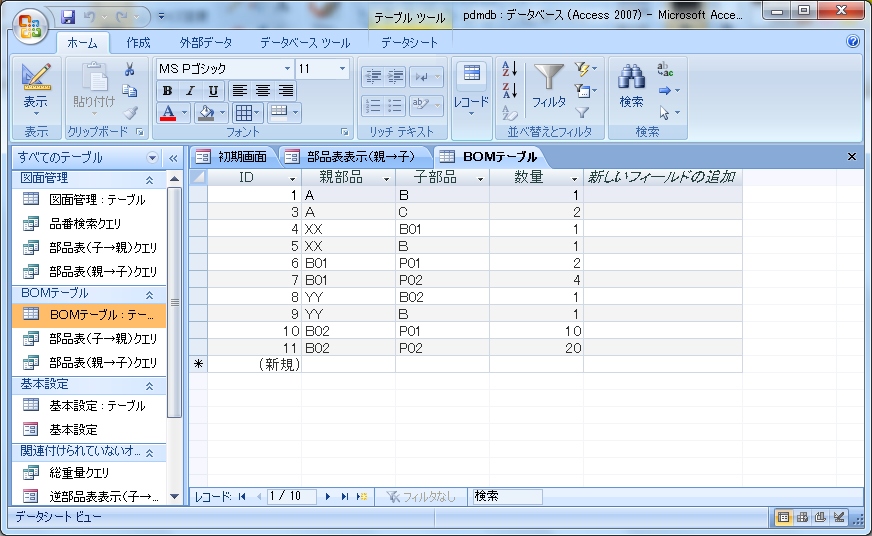 テーブル ツール
pdmdb : データベース (Access 2007) - Microsoft Acce...
ホーム 作成 外部データ データベース ツール データシート
MS Pゴシック 11
表示 貼り付け B I U レコード フィルタ 検索
表示 クリップボード フォント リッチ テキスト 並べ替えとフィルタ 検索
すべてのテーブル
初期画面 部品表表示(親→子) BOMテーブル
図面管理
図面管理 : テーブル
品番検索クエリ
部品表(子→親)クエリ
部品表(親→子)クエリ
BOMテーブル
BOMテーブル : テー...
部品表(子→親)クエリ
部品表(親→子)クエリ
基本設定
基本設定 : テーブル
基本設定
関連付けられていないオ...
総重量クエリ
逆部品表表示(子→...
ID 親部品 子部品 数量 新しいフィールドの追加
1 A B 1
3 A C 2
4 XX B01 1
5 XX B 1
6 B01 P01 2
7 B01 P02 4
8 YY B02 1
9 YY B 1
10 B02 P01 10
11 B02 P02 20
(新規)
レコード: 1 / 10 フィルタなし 検索
データシート ビュー